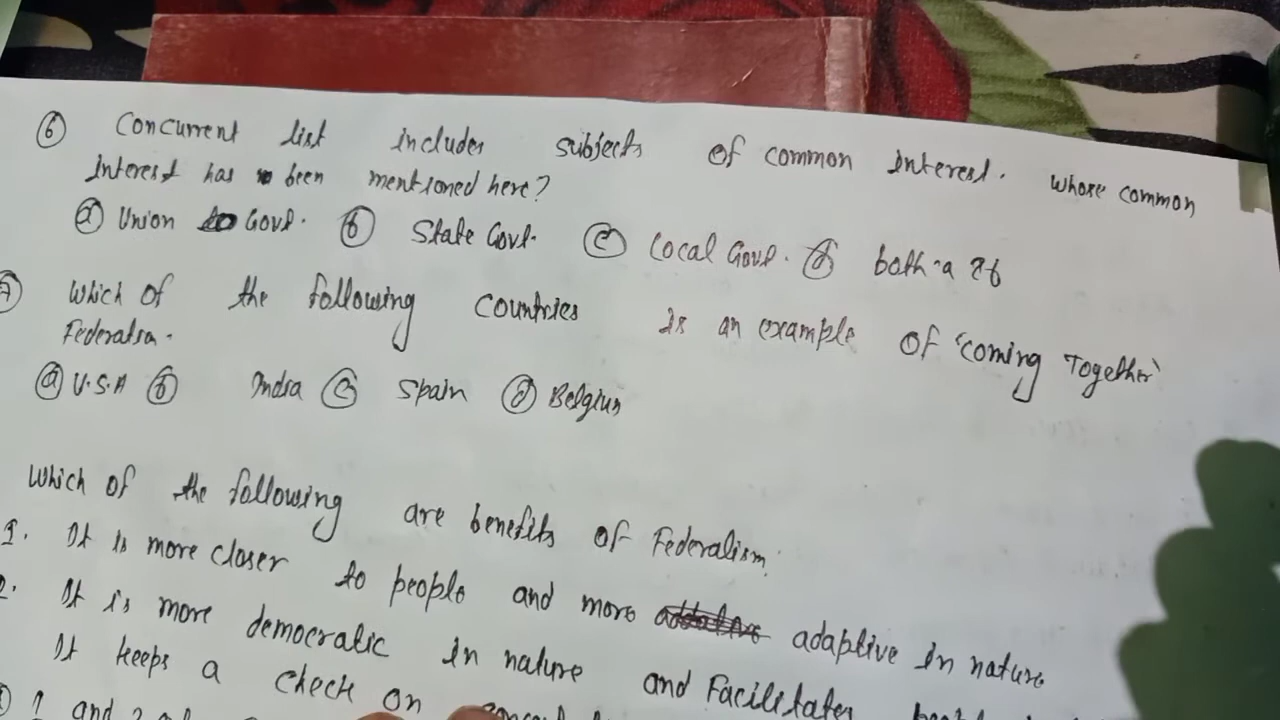 6 Concurrent list includes subjects of common interest. whose common
interest has been mentioned here?
a Union Govt. b State Govt. c Local Govt. d both a & b
7 Which of the following countries is an example of 'coming Together'
Federalism.
a U.S.A b India c Spain d Belgium
Which of the following are benefits of Federalism.
1. It is more closer to people and more adaptive in nature
2. It is more democratic in nature and Facilitates
It keeps a check on
1 and 2